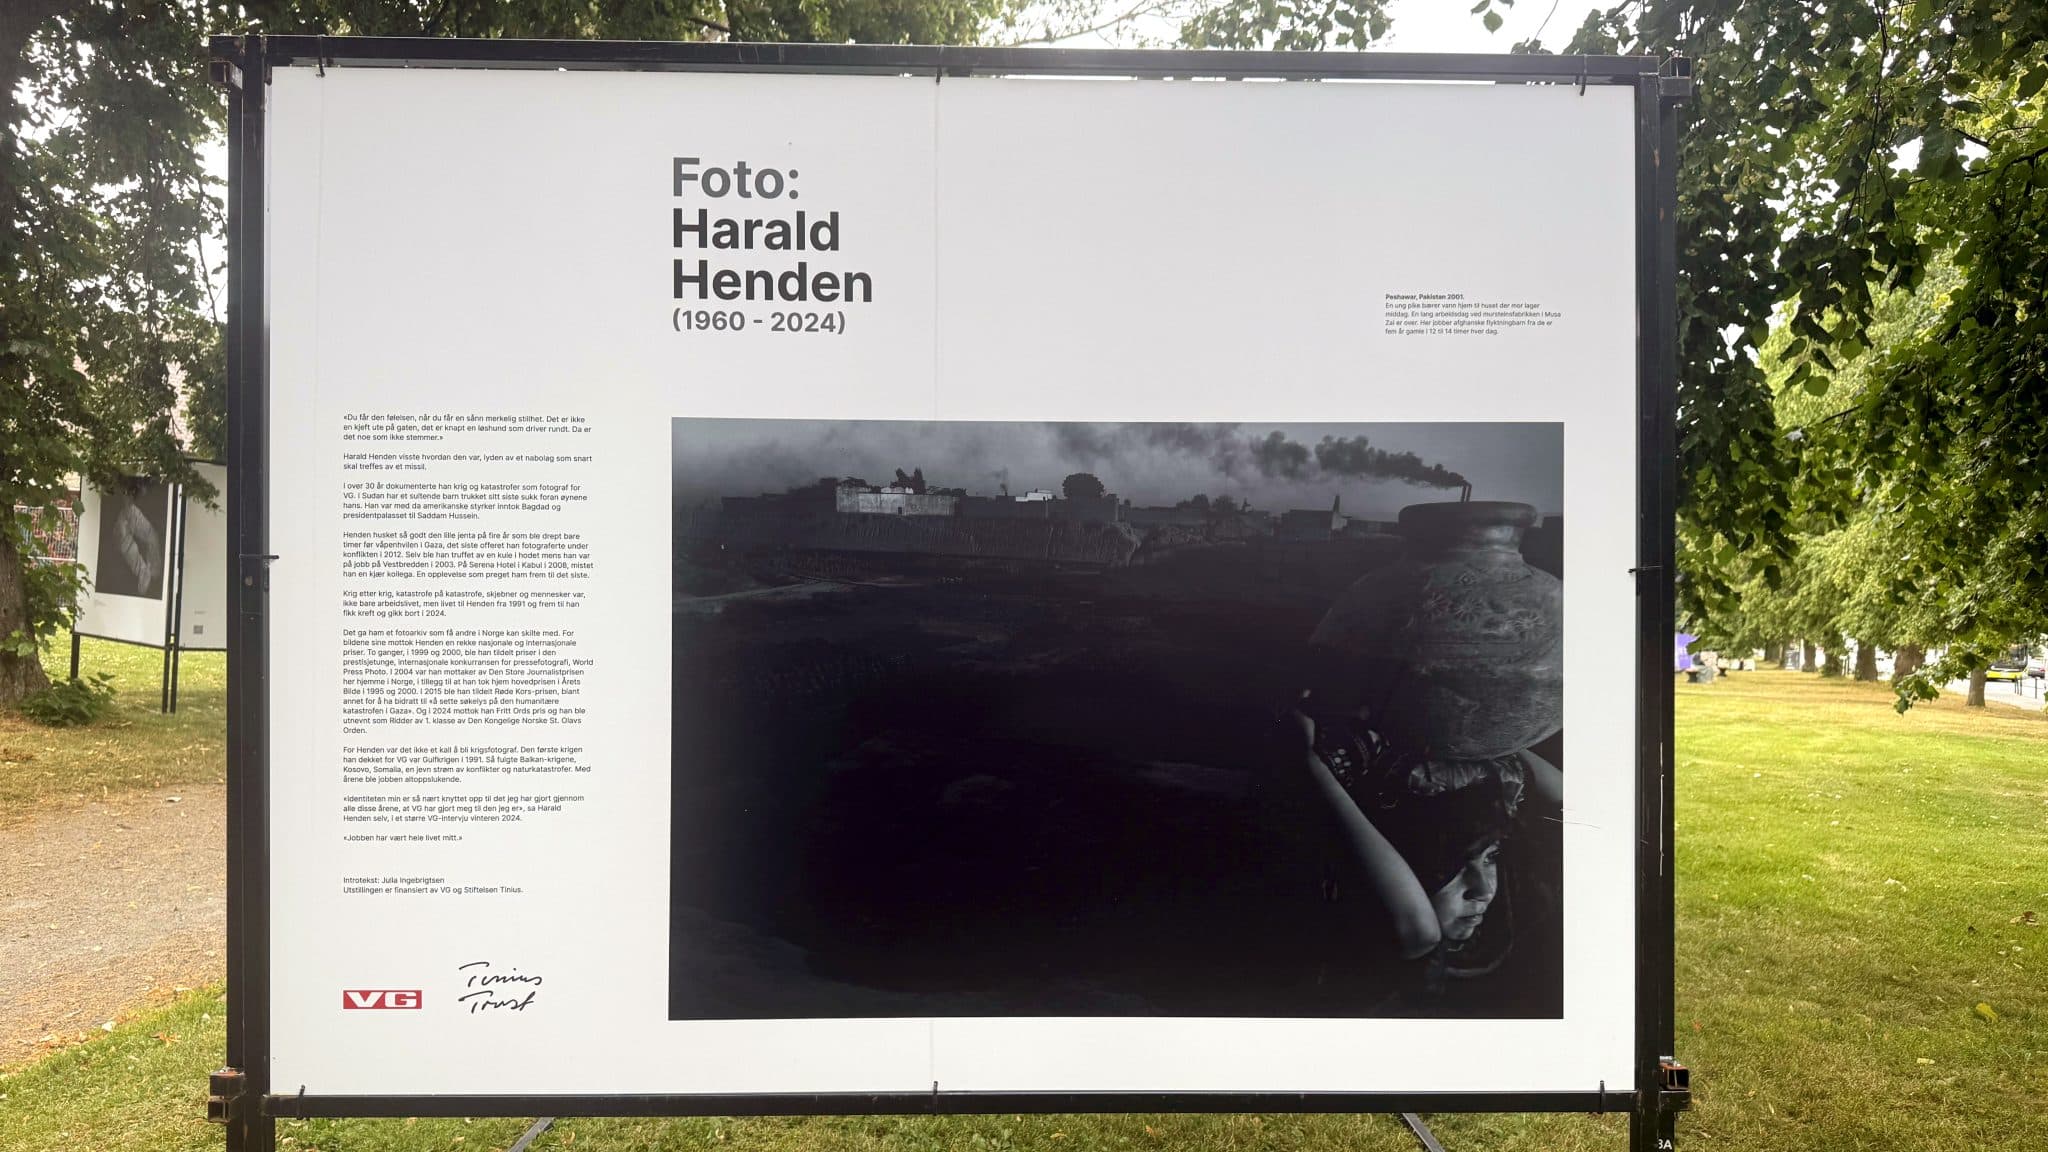 Foto:
Harald
Henden
(1960 - 2024)
Peshawar, Pakistan 2001.
En ung pike bærer vann hjem til huset der mor lager
middag. En lang arbeidsdag ved mursteinsfabrikken i Musa
Zai er over. Her jobber afghanske flyktningbarn fra de er
fem år gamle i 12 til 14 timer hver dag.
«Du får den følelsen, når du får en sånn merkelig stillhet. Det er ikke
en kjeft ute på gaten, det er knapt en løshund som driver rundt. Da er
det noe som ikke stemmer.»
Harald Henden visste hvordan den var, lyden av et nabolag som snart
skal treffes av et missil.
I over 30 år dokumenterte han krig og katastrofer som fotograf for
VG. I Sudan har et sultende barn trukket sitt siste sukk foran øynene
hans. Han var med da amerikanske styrker inntok Bagdad og
presidentpalasset til Saddam Hussein.
Henden husket så godt den lille jenta på fire år som ble drept bare
timer før våpenhvilen i Gaza, det siste offeret han fotograferte under
konflikten i 2012. Selv ble han truffet av en kule i hodet mens han var
på jobb på Vestbredden i 2003. På Serena Hotel i Kabul i 2008, mistet
han en kjær kollega. En opplevelse som preget ham frem til det siste.
Krig etter krig, katastrofe på katastrofe, skjebner og mennesker var,
ikke bare arbeidslivet, men livet til Henden fra 1991 og frem til han
fikk kreft og gikk bort i 2024.
Det ga ham et fotoarkiv som få andre i Norge kan skilte med. For
bildene sine mottok Henden en rekke nasjonale og internasjonale
priser. To ganger, i 1999 og 2000, ble han tildelt priser i den
prestisjetunge, internasjonale konkurransen for pressefotografi, World
Press Photo. I 2004 var han mottaker av Den Store Journalistprisen
her hjemme i Norge, i tillegg til at han tok hjem hovedprisen i Årets
Bilde i 1995 og 2000. I 2015 ble han tildelt Røde Kors-prisen, blant
annet for å ha bidratt til «å sette søkelys på den humanitære
katastrofen i Gaza». Og i 2024 mottok han Fritt Ords pris og han ble
utnevnt som Ridder av 1. klasse av Den Kongelige Norske St. Olavs
Orden.
For Henden var det ikke et kall å bli krigsfotograf. Den første krigen
han dekket for VG var Gulfkrigen i 1991. Så fulgte Balkan-krigene,
Kosovo, Somalia, en jevn strøm av konflikter og naturkatastrofer. Med
årene ble jobben altoppslukende.
«Identiteten min er så nært knyttet opp til det jeg har gjort gjennom
alle disse årene, at VG har gjort meg til den jeg er», sa Harald
Henden selv, i et større VG-intervju vinteren 2024.
«Jobben har vært hele livet mitt.»
Introtekst: Julia Ingebrigtsen
Utstillingen er finansiert av VG og Stiftelsen Tinius.
VG
Tinius
Trust
3A